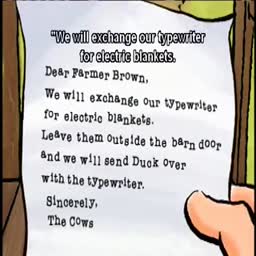 "We will exchange our typewriter
for electric blankets.
Dear Farmer Brown,
We will exchange our typewriter
for electric blankets.
Leave them outside the barn door
and we will send Duck over
with the typewriter.
Sincerely,
The Cows